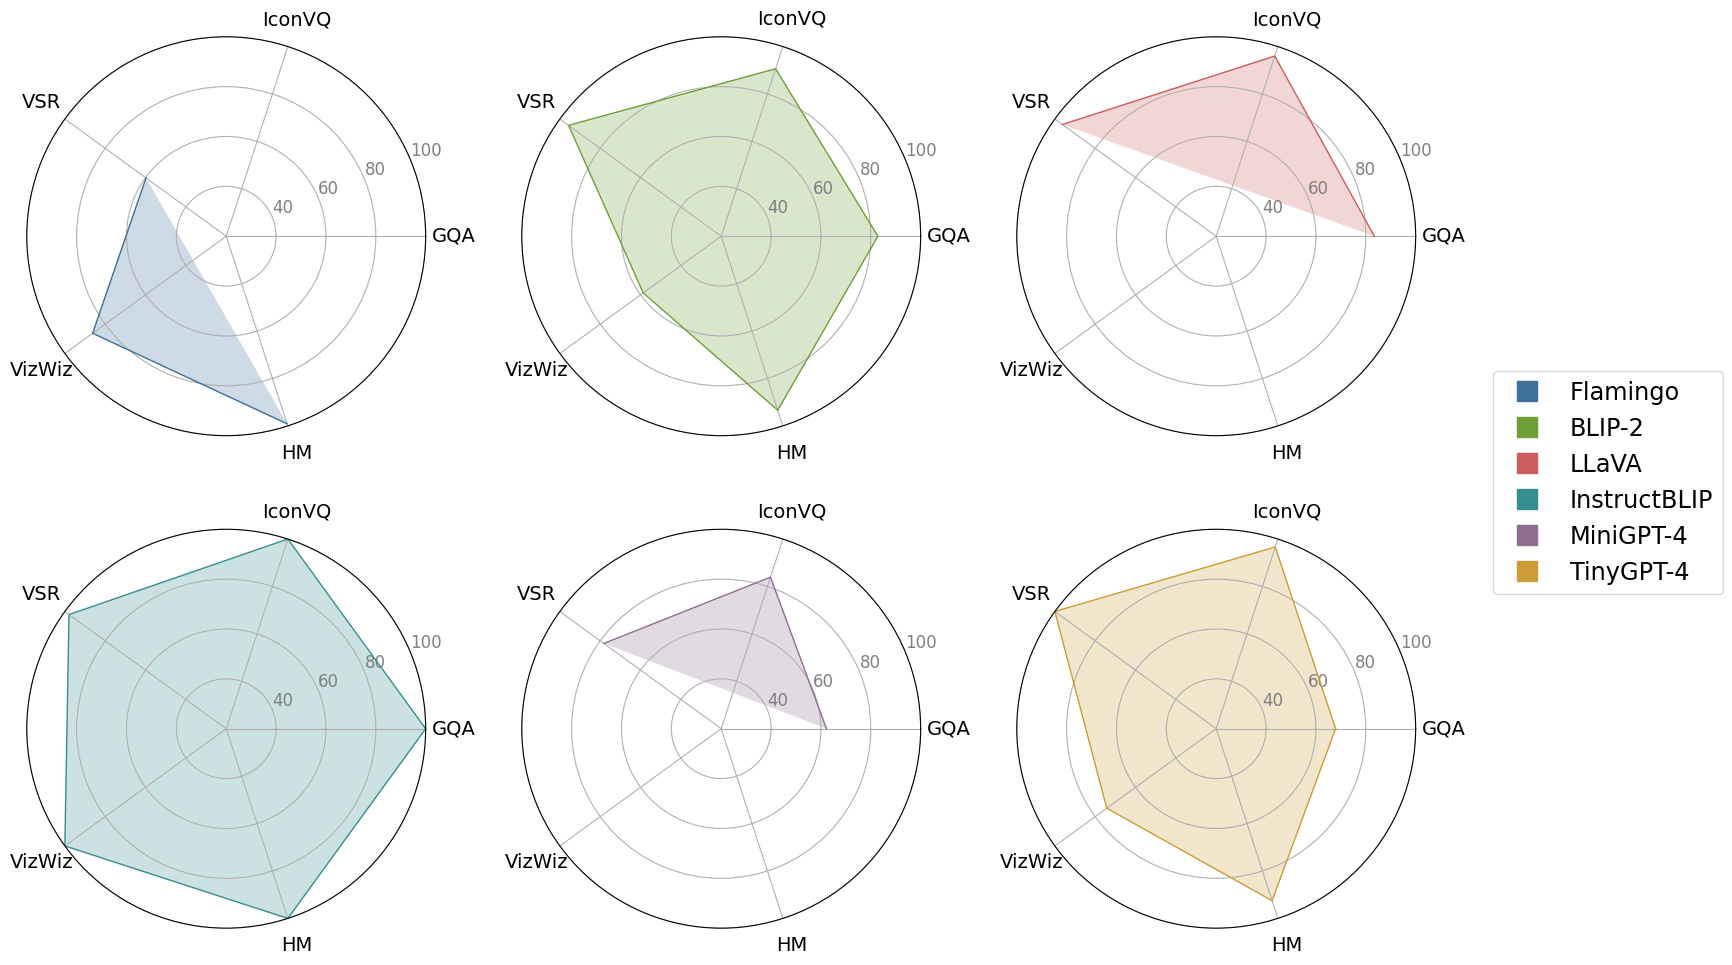 IconVQ
VSR
100
80
60
40
GQA
VizWiz
HM
IconVQ
VSR
100
80
60
40
GQA
VizWiz
HM
IconVQ
VSR
100
80
60
40
GQA
VizWiz
HM
Flamingo
BLIP-2
LLaVA
InstructBLIP
MiniGPT-4
TinyGPT-4
IconVQ
VSR
100
80
60
40
GQA
VizWiz
HM
IconVQ
VSR
100
80
60
40
GQA
VizWiz
HM
IconVQ
VSR
100
80
60
40
GQA
VizWiz
HM